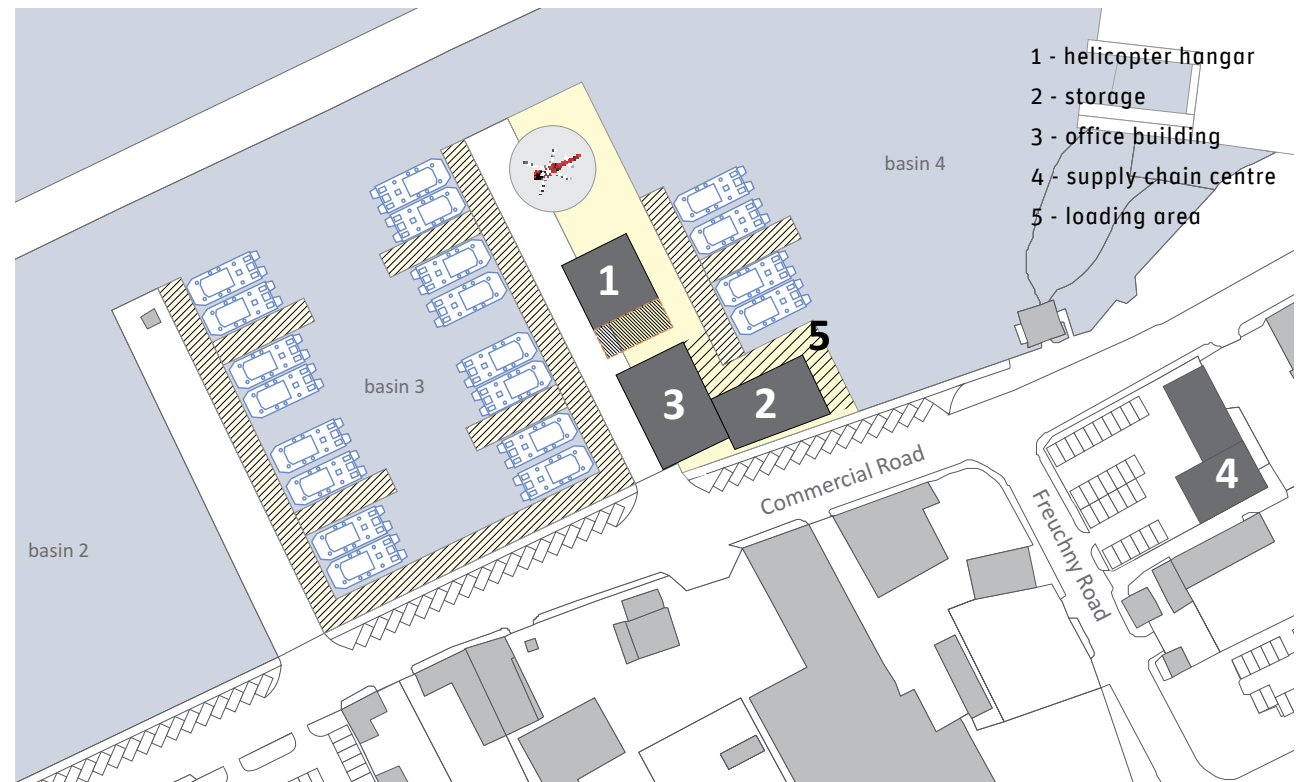 1 - helicopter hangar
2 - storage
3 - office building
4 - supply chain centre
5 - loading area
basin 4
1
5
basin 3
3
2
Commercial Road
4
Freuchny Road
basin 2